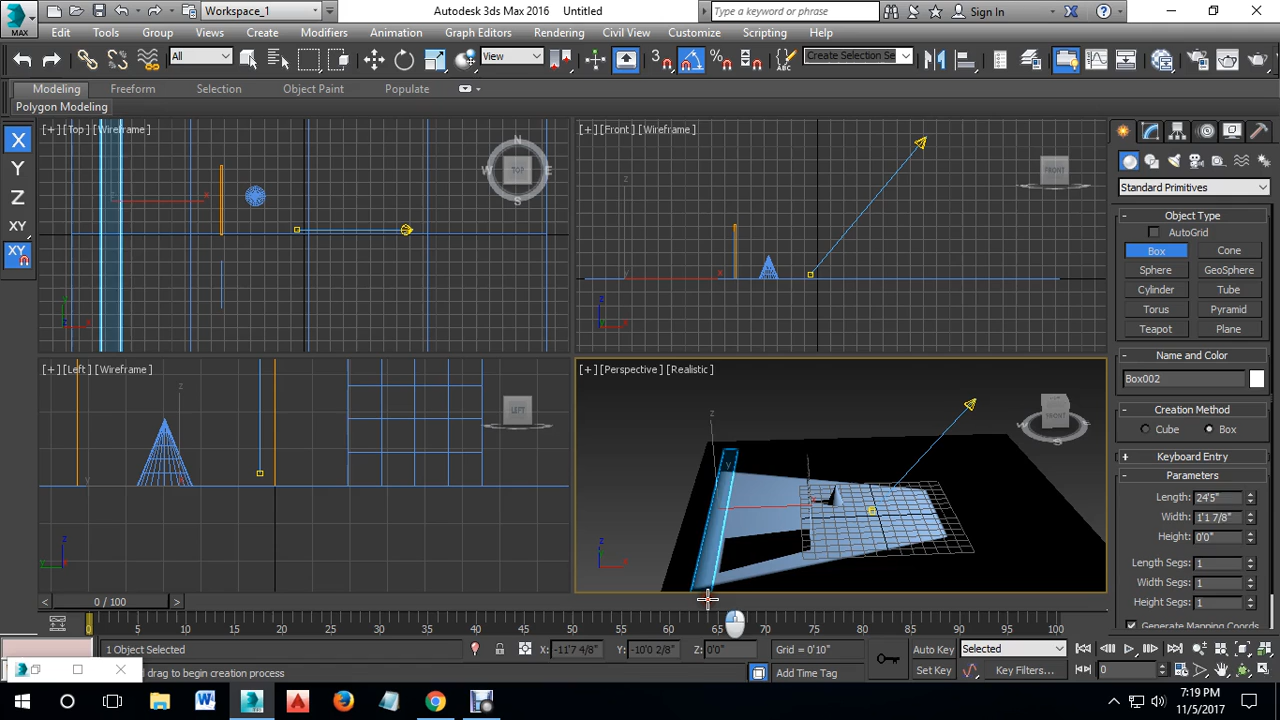 MAX
Workspace_1
Autodesk 3ds Max 2016    Untitled
Type a keyword or phrase
Sign In
Edit Tools Group Views Create Modifiers Animation Graph Editors Rendering Civil View Customize Scripting Help
All
View
3
%
Create Selection Se
Modeling Freeform Selection Object Paint Populate
Polygon Modeling
X
Y
Z
XY
XY
[+] [Top] [Wireframe]
N
W
TOP
E
S
x
y
z
x
[+] [Front] [Wireframe]
FRONT
z
y
x
z
x
[+] [Left] [Wireframe]
LEFT
z
y
z
y
[+] [Perspective] [Realistic]
FRONT
W
z
y
z
x
Standard Primitives
Object Type
AutoGrid
Box Cone
Sphere GeoSphere
Cylinder Tube
Torus Pyramid
Teapot Plane
Name and Color
Box002
Creation Method
Cube Box
Keyboard Entry
Parameters
Length: 24'5"
Width: 1'1 7/8"
Height: 0'0"
Length Segs: 1
Width Segs: 1
Height Segs: 1
Generate Mapping Coords
0 / 100
0 5 10 15 20 25 30 35 40 45 50 55 60 65 70 75 80 85 90 95 100
1 Object Selected
X: -11'7 4/8" Y: -10'0 2/8" Z: 0'0"
Grid = 0'10"
Auto Key Selected
drag to begin creation process
Add Time Tag
Set Key Key Filters...
0
7:19 PM
11/5/2017